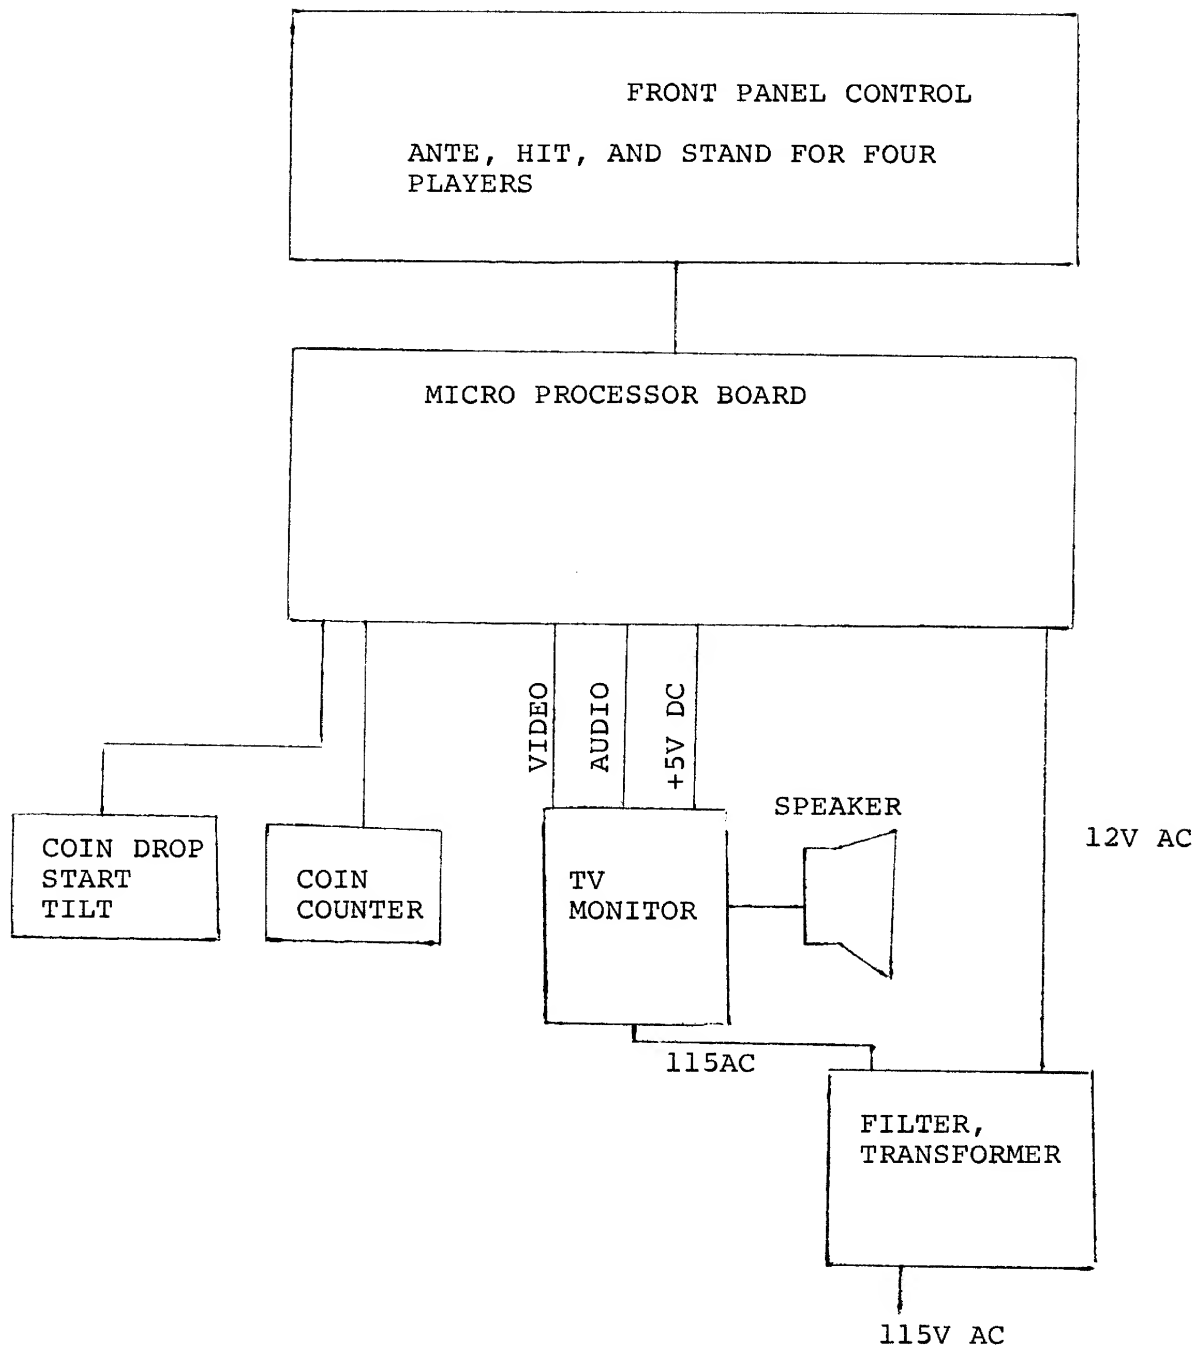 FRONT PANEL CONTROL
ANTE, HIT, AND STAND FOR FOUR
PLAYERS
MICRO PROCESSOR BOARD
VIDEO
AUDIO
+5V DC
SPEAKER
12V AC
COIN DROP
START
TILT
COIN
COUNTER
TV
MONITOR
115AC
FILTER,
TRANSFORMER
115V AC